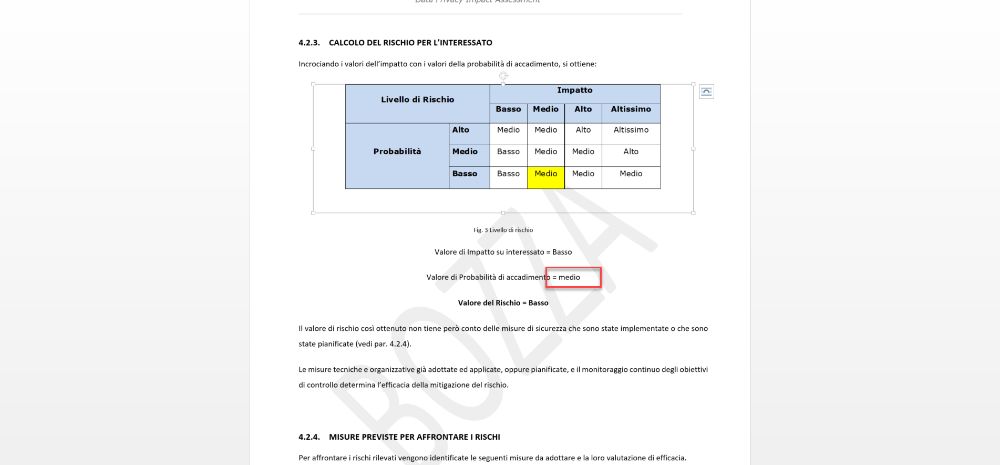 Data Privacy Impact Assessment
4.2.3. CALCOLO DEL RISCHIO PER L'INTERESSATO
Incrociando i valori dell'impatto con i valori della probabilità di accadimento, si ottiene:
Livello di Rischio Impatto
Basso Medio Alto Altissimo
Probabilità Alto Medio Medio Alto Altissimo
Medio Basso Medio Medio Alto
Basso Basso Medio Medio Medio
Fig. 3 Livello di rischio
Valore di Impatto su interessato = Basso
Valore di Probabilità di accadimento = medio
Valore del Rischio = Basso
Il valore di rischio così ottenuto non tiene però conto delle misure di sicurezza che sono state implementate o che sono
state pianificate (vedi par. 4.2.4).
Le misure tecniche e organizzative già adottate ed applicate, oppure pianificate, e il monitoraggio continuo degli obiettivi
di controllo determina l'efficacia della mitigazione del rischio.
4.2.4. MISURE PREVISTE PER AFFRONTARE I RISCHI
Per affrontare i rischi rilevati vengono identificate le seguenti misure da adottare e la loro valutazione di efficacia.
BOZZA